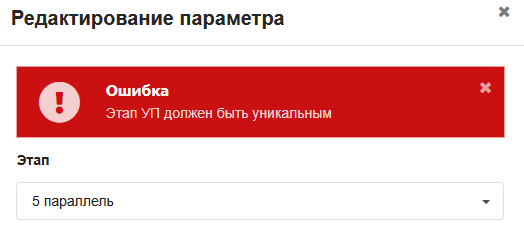 Редактирование параметра
Ошибка
Этап УП должен быть уникальным
Этап
5 параллель